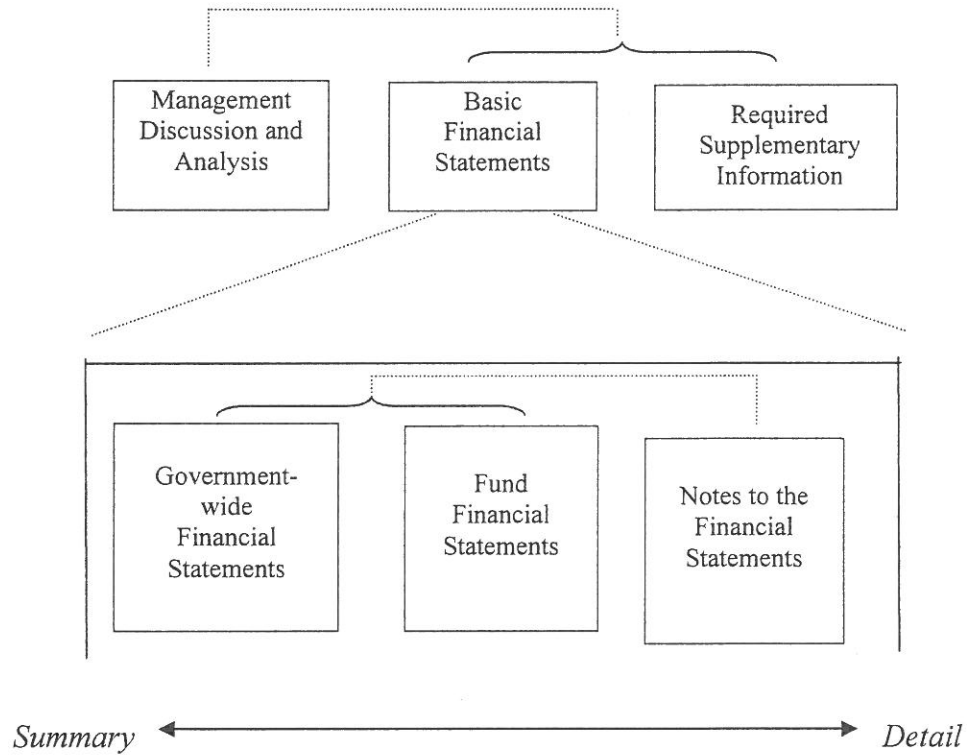 Management
Discussion and
Analysis
Basic
Financial
Statements
Required
Supplementary
Information
Government-
wide
Financial
Statements
Fund
Financial
Statements
Notes to the
Financial
Statements
Summary
Detail